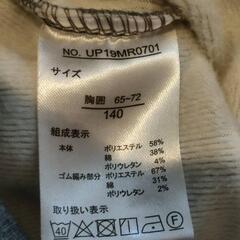 NO. UP19MR0701
サイズ
胸囲 65-72
140
組成表示
本体 ポリエステル 58%
綿 38%
ポリウレタン 4%
ゴム編み部分 ポリエステル 67%
綿 31%
ポリウレタン 2%
取り扱い表示
40 F